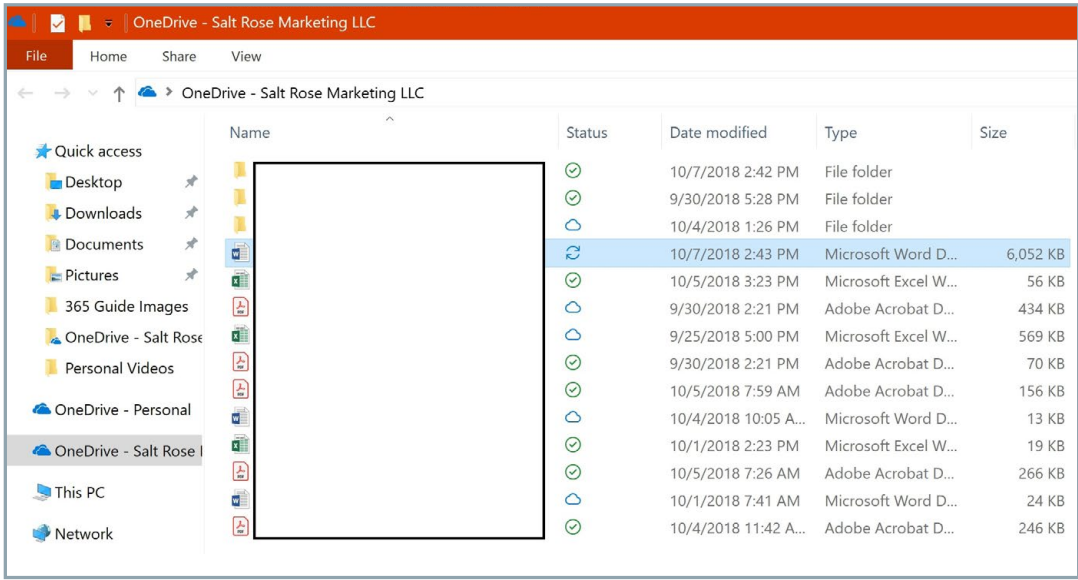 OneDrive - Salt Rose Marketing LLC
File Home Share View
OneDrive - Salt Rose Marketing LLC
Name Status Date modified Type Size
Quick access
Desktop
Downloads
Documents
Pictures
365 Guide Images
OneDrive - Salt Rose
Personal Videos
OneDrive - Personal
OneDrive - Salt Rose
This PC
Network
10/7/2018 2:42 PM File folder
9/30/2018 5:28 PM File folder
10/4/2018 1:26 PM File folder
10/7/2018 2:43 PM Microsoft Word D... 6,052 KB
10/5/2018 3:23 PM Microsoft Excel W... 56 KB
9/30/2018 2:21 PM Adobe Acrobat D... 434 KB
9/25/2018 5:00 PM Microsoft Excel W... 569 KB
9/30/2018 2:21 PM Adobe Acrobat D... 70 KB
10/5/2018 7:59 AM Adobe Acrobat D... 156 KB
10/4/2018 10:05 A... Microsoft Word D... 13 KB
10/1/2018 2:23 PM Microsoft Excel W... 19 KB
10/5/2018 7:26 AM Adobe Acrobat D... 266 KB
10/1/2018 7:41 AM Microsoft Word D... 24 KB
10/4/2018 11:42 A... Adobe Acrobat D... 246 KB